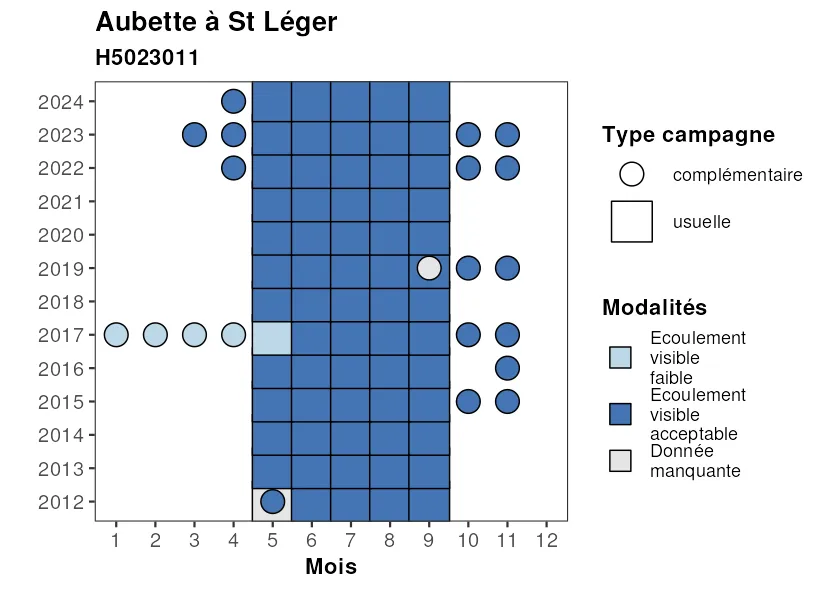 Aubette à St Léger
H5023011
2024
2023
2022
2021
2020
2019
2018
2017
2016
2015
2014
2013
2012
1 2 3 4 5 6 7 8 9 10 11 12
Mois
Type campagne
complémentaire
usuelle
Modalités
Ecoulement
visible
faible
Ecoulement
visible
acceptable
Donnée
manquante